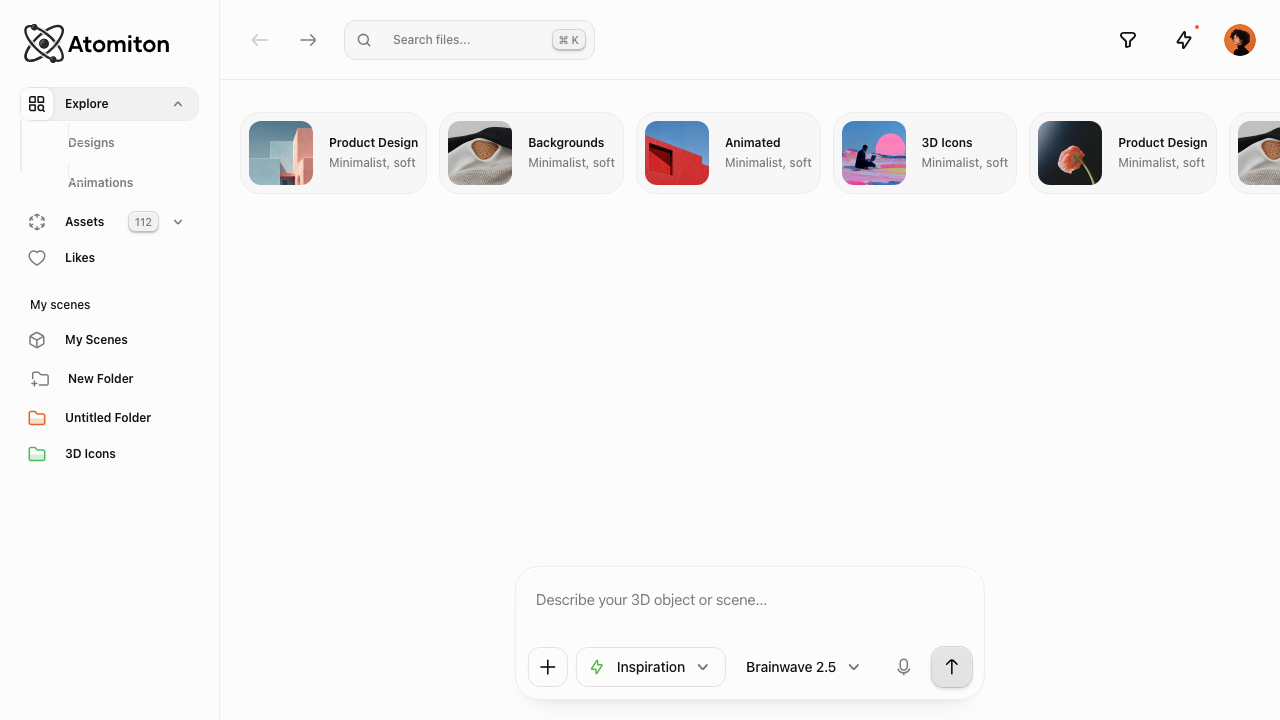 Atomiton
Search files...
⌘ K
Explore
Designs
Animations
Assets
112
Likes
My scenes
My Scenes
New Folder
Untitled Folder
3D Icons
Product Design
Minimalist, soft
Backgrounds
Minimalist, soft
Animated
Minimalist, soft
3D Icons
Minimalist, soft
Product Design
Minimalist, soft
Describe your 3D object or scene...
Inspiration
Brainwave 2.5